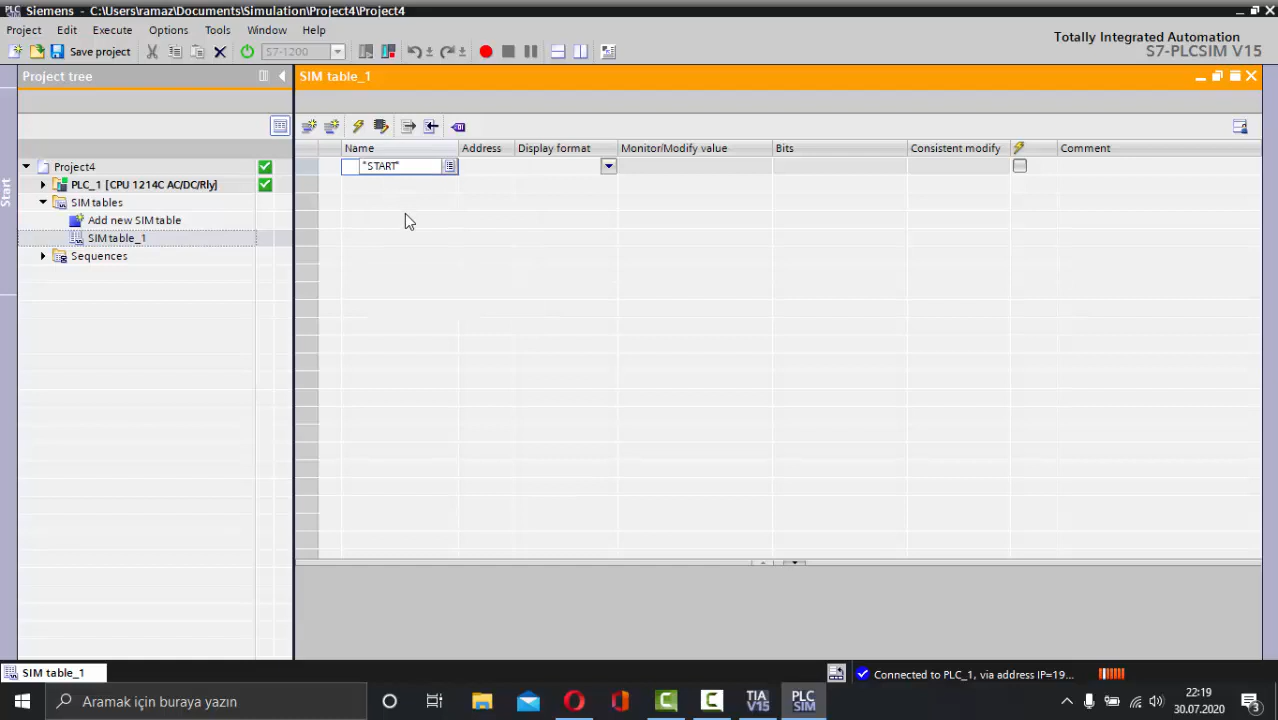 Siemens - C:\Users\ramaz\Documents\Simulation\Project4\Project4
Project Edit Execute Options Tools Window Help
Totally Integrated Automation
S7-PLCSIM V15
Save project
S7-1200
Project tree
SIM table_1
Name Address Display format Monitor/Modify value Bits Consistent modify Comment
"START"
Project4
PLC_1 [CPU 1214C AC/DC/Rly]
SIM tables
Add new SIM table
SIM table_1
Sequences
Start
SIM table_1
Connected to PLC_1, via address IP=19...
Aramak için buraya yazın
TIA V15
PLC SIM
22:19
30.07.2020
3